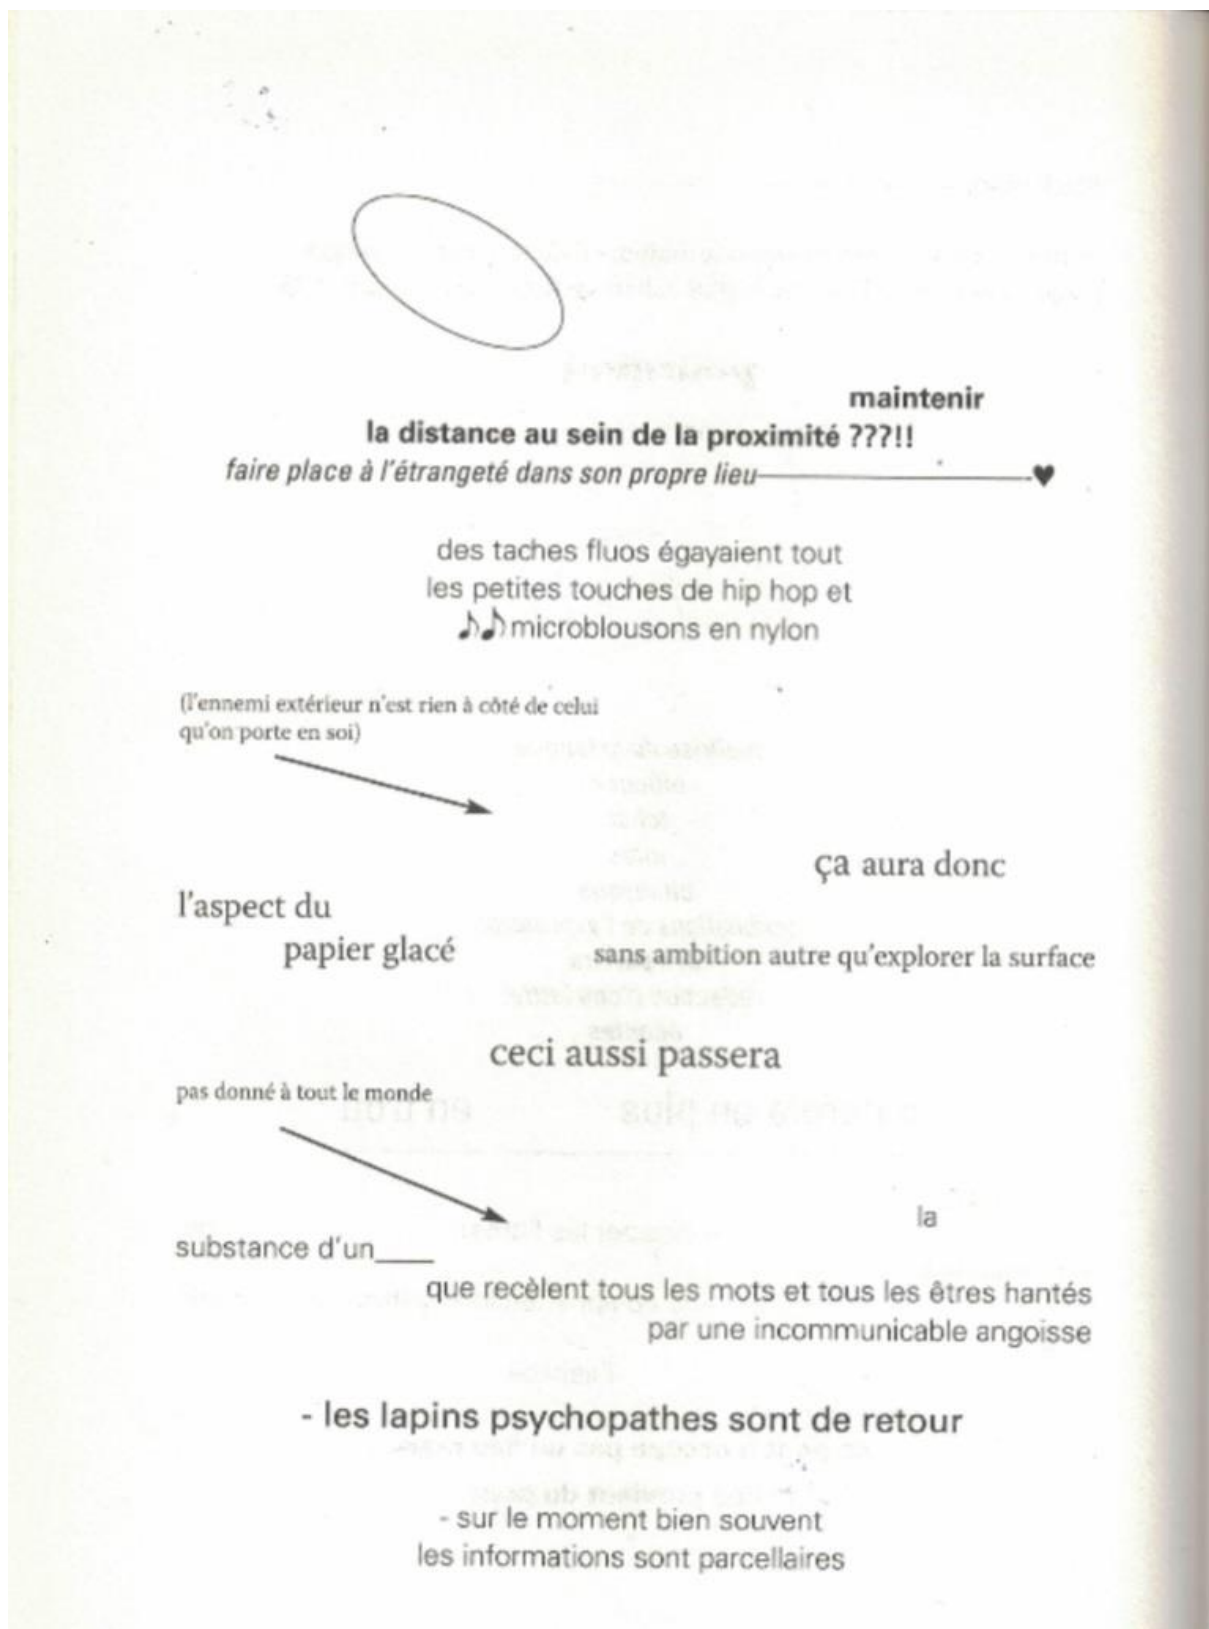 maintenir
la distance au sein de la proximité ???!!
faire place à l'étrangeté dans son propre lieu————♥
des taches fluos égayaient tout
les petites touches de hip hop et
♪♪microblousons en nylon
(l'ennemi extérieur n'est rien à côté de celui
qu'on porte en soi)
ça aura donc
l'aspect du
papier glacé
sans ambition autre qu'explorer la surface
ceci aussi passera
pas donné à tout le monde
la
substance d'un____
que recèlent tous les mots et tous les êtres hantés
par une incommunicable angoisse
- les lapins psychopathes sont de retour
- sur le moment bien souvent
les informations sont parcellaires